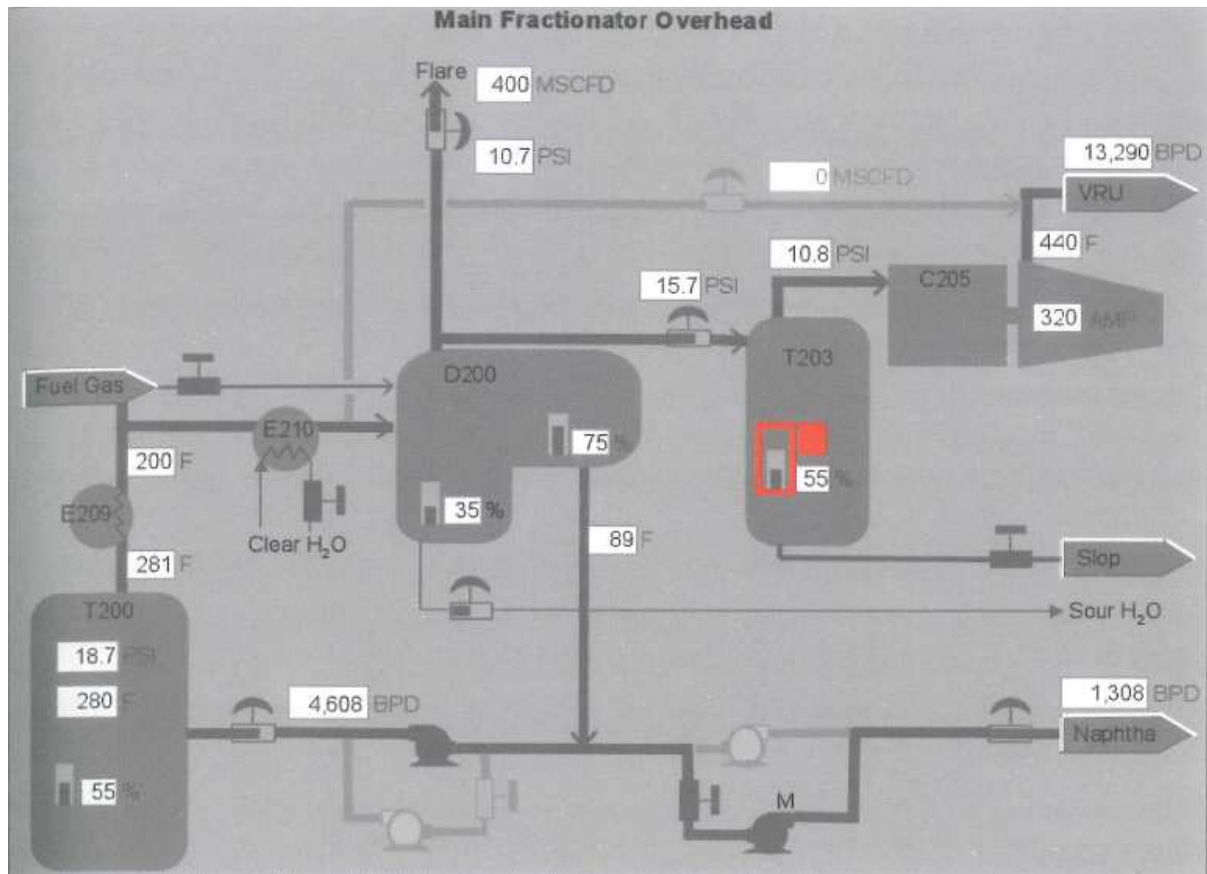 Main Fractionator Overhead
Flare
400 MSCFD
10.7 PSI
13,290 BPD
VRU
0 MSCFD
440 F
10.8 PSI
15.7 PSI
C205
320 AMP
T203
D200
Fuel Gas
E210
75 %
55 %
200 F
35 %
E209
Clear H₂O
89 F
281 F
Slop
T200
Sour H₂O
18.7 PSI
280 F
4,608 BPD
1,308 BPD
Naphtha
55 %
M